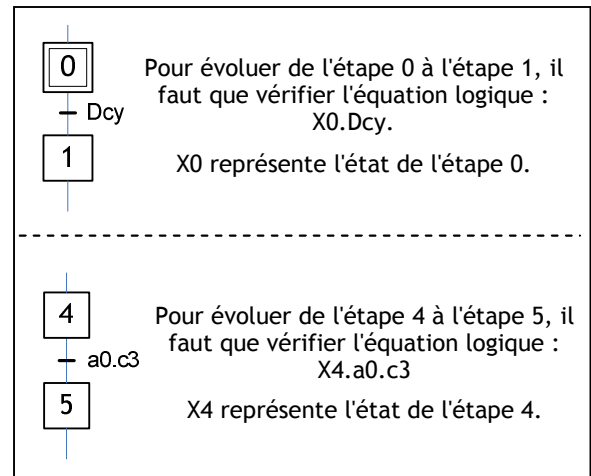 0
Dcy
1
Pour évoluer de l'étape 0 à l'étape 1, il
faut que vérifier l'équation logique :
X0.Dcy.
X0 représente l'état de l'étape 0.
4
a0.c3
5
Pour évoluer de l'étape 4 à l'étape 5, il
faut que vérifier l'équation logique :
X4.a0.c3
X4 représente l'état de l'étape 4.